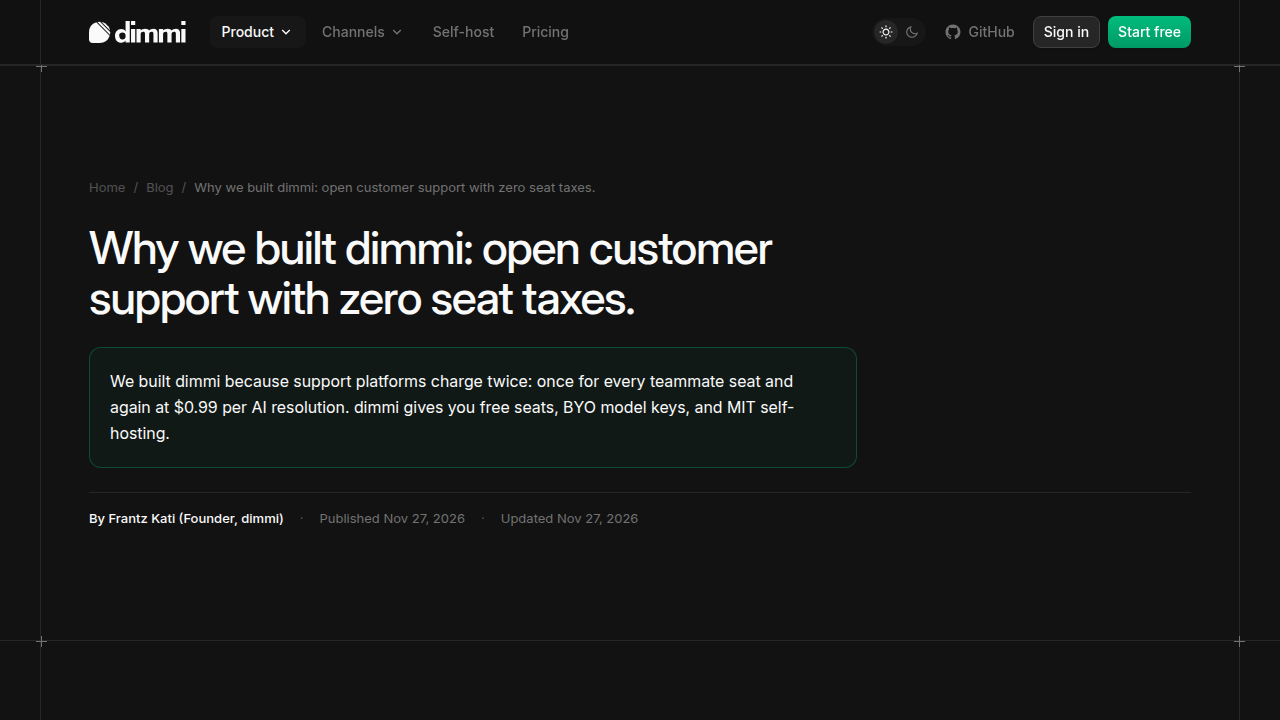 dimmi
Product
Channels
Self-host
Pricing
GitHub
Sign in
Start free
Home / Blog / Why we built dimmi: open customer support with zero seat taxes.
Why we built dimmi: open customer
support with zero seat taxes.
We built dimmi because support platforms charge twice: once for every teammate seat and
again at $0.99 per AI resolution. dimmi gives you free seats, BYO model keys, and MIT self-
hosting.
By Frantz Kati (Founder, dimmi) · Published Nov 27, 2026 · Updated Nov 27, 2026